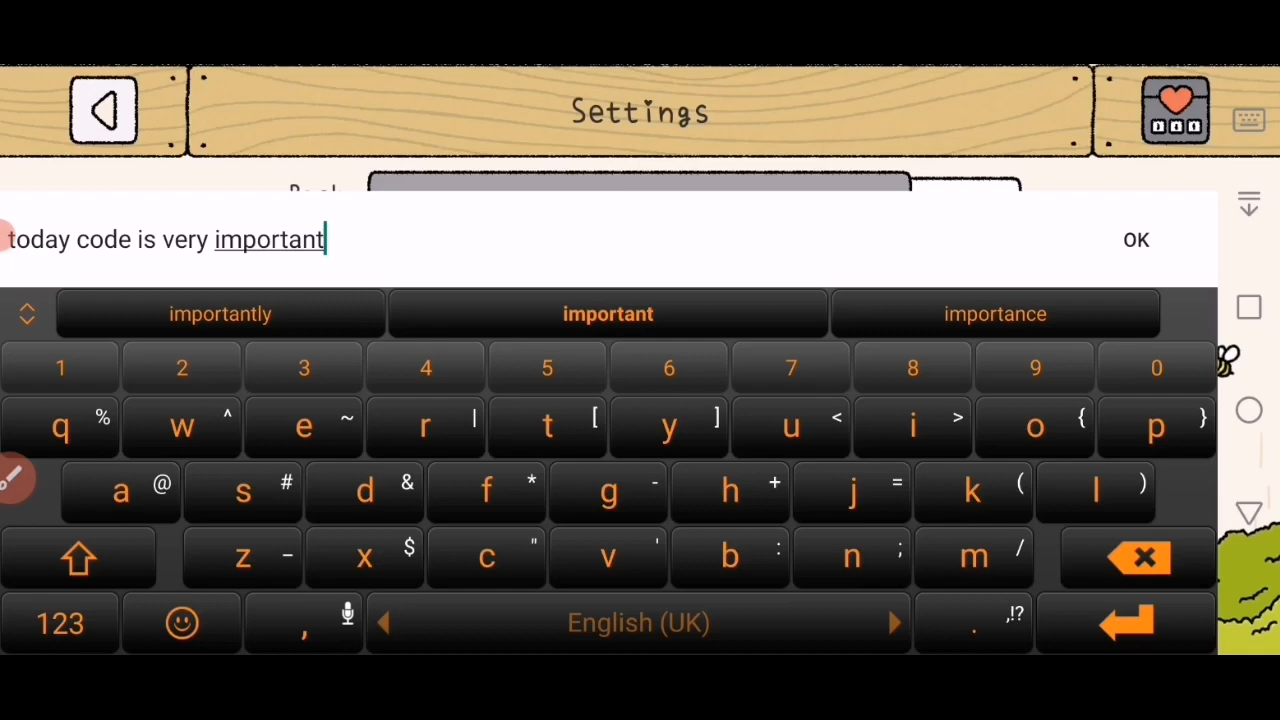 Settings
today code is very important
OK
importantly important importance
1 2 3 4 5 6 7 8 9 0
q % w ^ e ~ r | t [ y ] u < i > o { p }
a @ s # d & f * g - h + j = k ( l )
z _ x $ c " v ' b : n ; m /
123 , English (UK) . ,!?